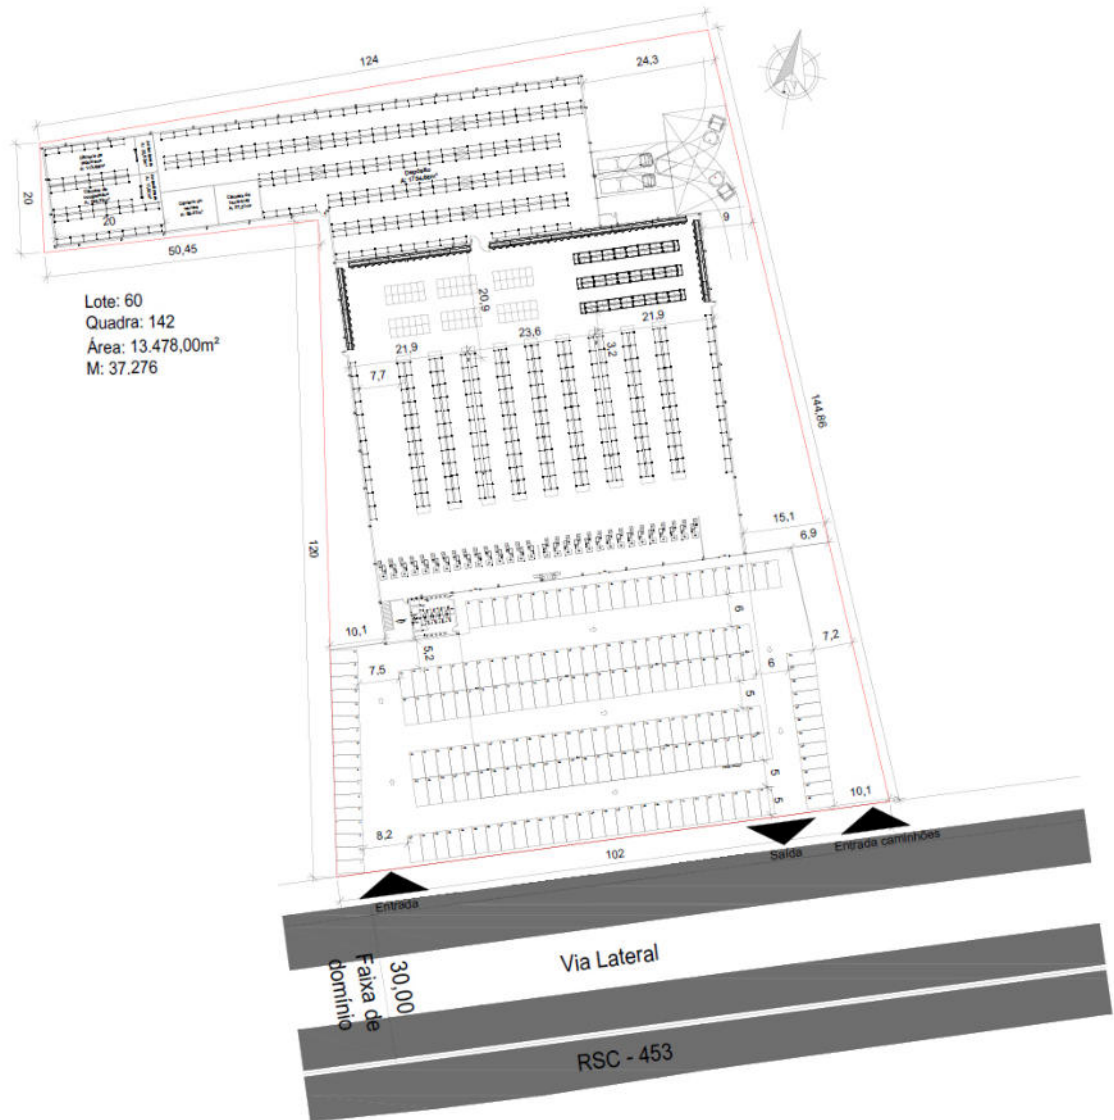 124
24,3
20
Depósito
20
50,45
9
Lote: 60
Quadra: 142
Área: 13.478,00m²
M: 37.276
20,9
23,6
21,9
21,9
3,2
7,7
144,86
15,1
6,9
120
10,1
5,2
7,5
6
6
7,2
5
5
5
10,1
8,2
102
Saída
Entrada caminhões
Entrada
Faixa de
domínio
30,00
Via Lateral
RSC - 453